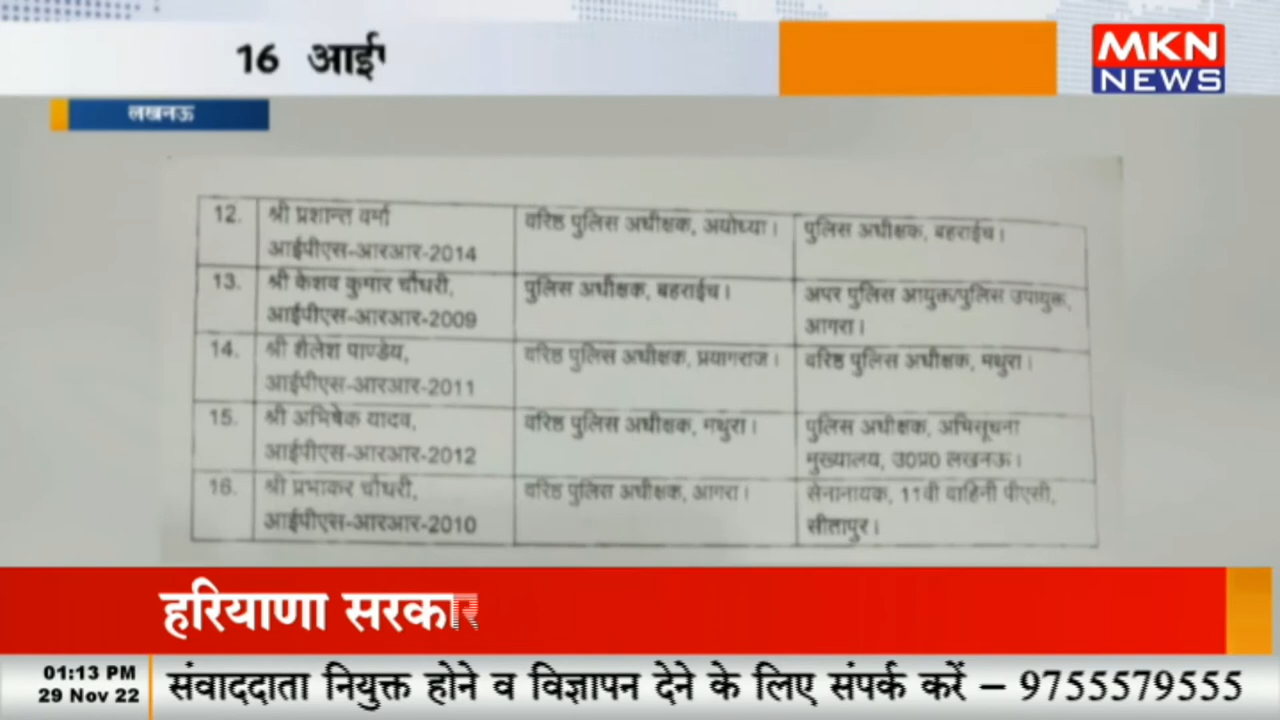 16 आई
MKN
NEWS
लखनऊ
12. श्री प्रशान्त वर्मा वरिष्ठ पुलिस अधीक्षक, अयोध्या। पुलिस अधीक्षक, बहराईच।
आईपीएस-आरआर-2014
13. श्री केशव कुमार चौधरी, पुलिस अधीक्षक, बहराईच। अपर पुलिस आयुक्त/पुलिस उपायुक्त,
आईपीएस-आरआर-2009 आगरा।
14. श्री शैलेश पाण्डेय, वरिष्ठ पुलिस अधीक्षक, प्रयागराज। वरिष्ठ पुलिस अधीक्षक, मथुरा।
आईपीएस-आरआर-2011
15. श्री अभिषेक यादव, वरिष्ठ पुलिस अधीक्षक, मथुरा। पुलिस अधीक्षक, अभिसूचना
आईपीएस-आरआर-2012 मुख्यालय, उ0प्र0 लखनऊ।
16. श्री प्रभाकर चौधरी, वरिष्ठ पुलिस अधीक्षक, आगरा। सेनानायक, 11वी वाहिनी पीएसी,
आईपीएस-आरआर-2010 सीतापुर।
हरियाणा सरकार
01:13 PM
29 Nov 22
संवाददाता नियुक्त होने व विज्ञापन देने के लिए संपर्क करें – 9755579555